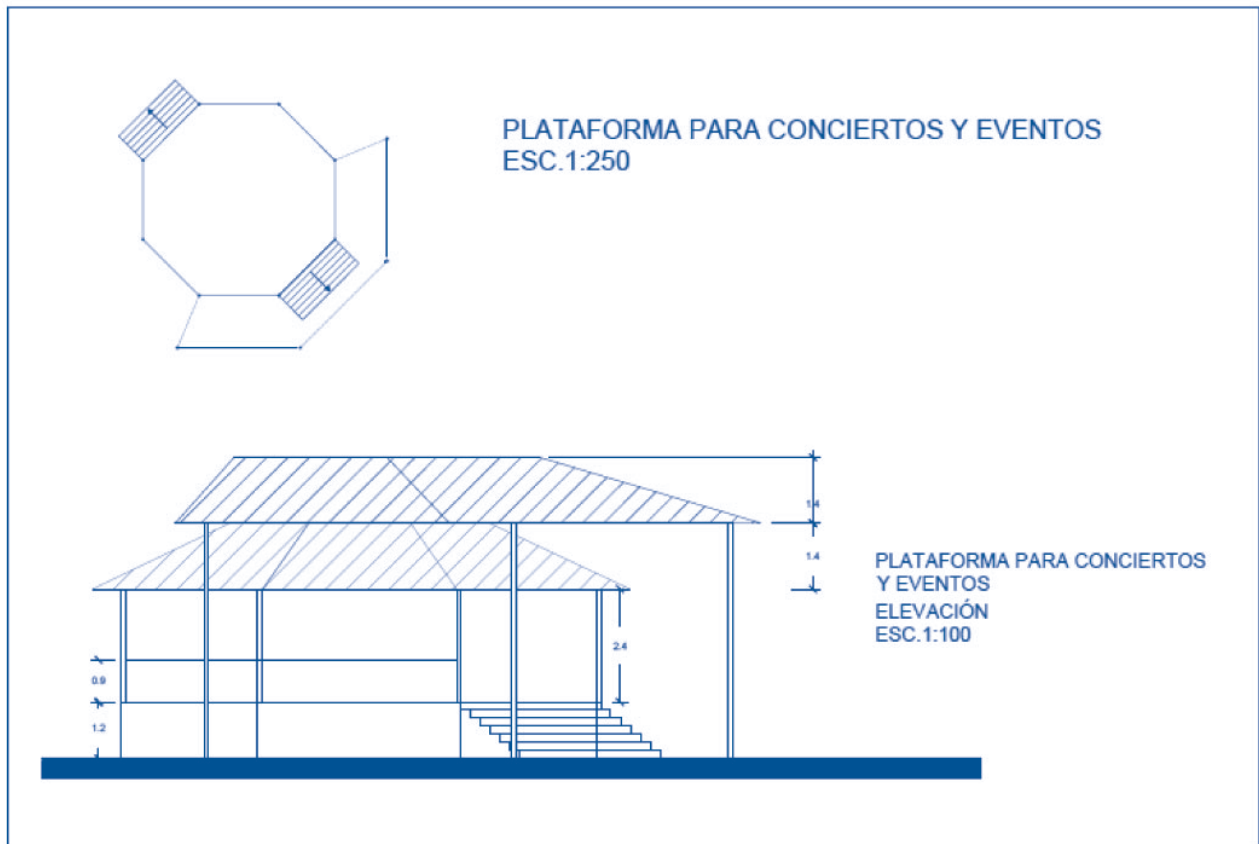 PLATAFORMA PARA CONCIERTOS Y EVENTOS
ESC.1:250
1.4
1.4
PLATAFORMA PARA CONCIERTOS
Y EVENTOS
ELEVACIÓN
ESC.1:100
2.4
0.9
1.2